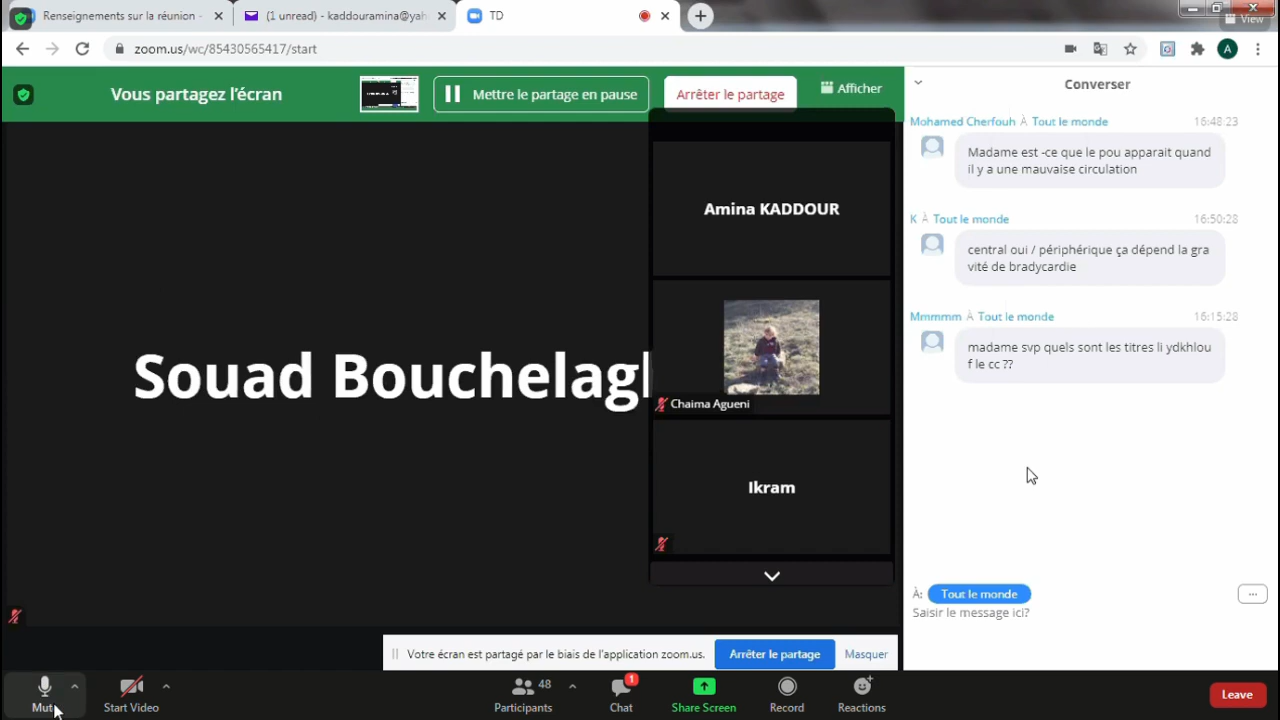 Renseignements sur la réunion -
(1 unread) - kaddouramina@yah
TD
View
zoom.us/wc/85430565417/start
A
Vous partagez l'écran
Mettre le partage en pause
Arrêter le partage
Afficher
Converser
Mohamed Cherfouh À Tout le monde 16:48:23
Madame est -ce que le pou apparait quand
il y a une mauvaise circulation
K À Tout le monde 16:50:28
central oui / périphérique ça dépend la gra
vité de bradycardie
Mmmmm À Tout le monde 16:15:28
madame svp quels sont les titres li ydkhlou
f le cc ??
Amina KADDOUR
Souad Bouchelagl
Chaima Agueni
Ikram
À: Tout le monde ...
Saisir le message ici?
Votre écran est partagé par le biais de l'application zoom.us.
Arrêter le partage
Masquer
Mute
Start Video
48
Participants
1
Chat
Share Screen
Record
Reactions
Leave